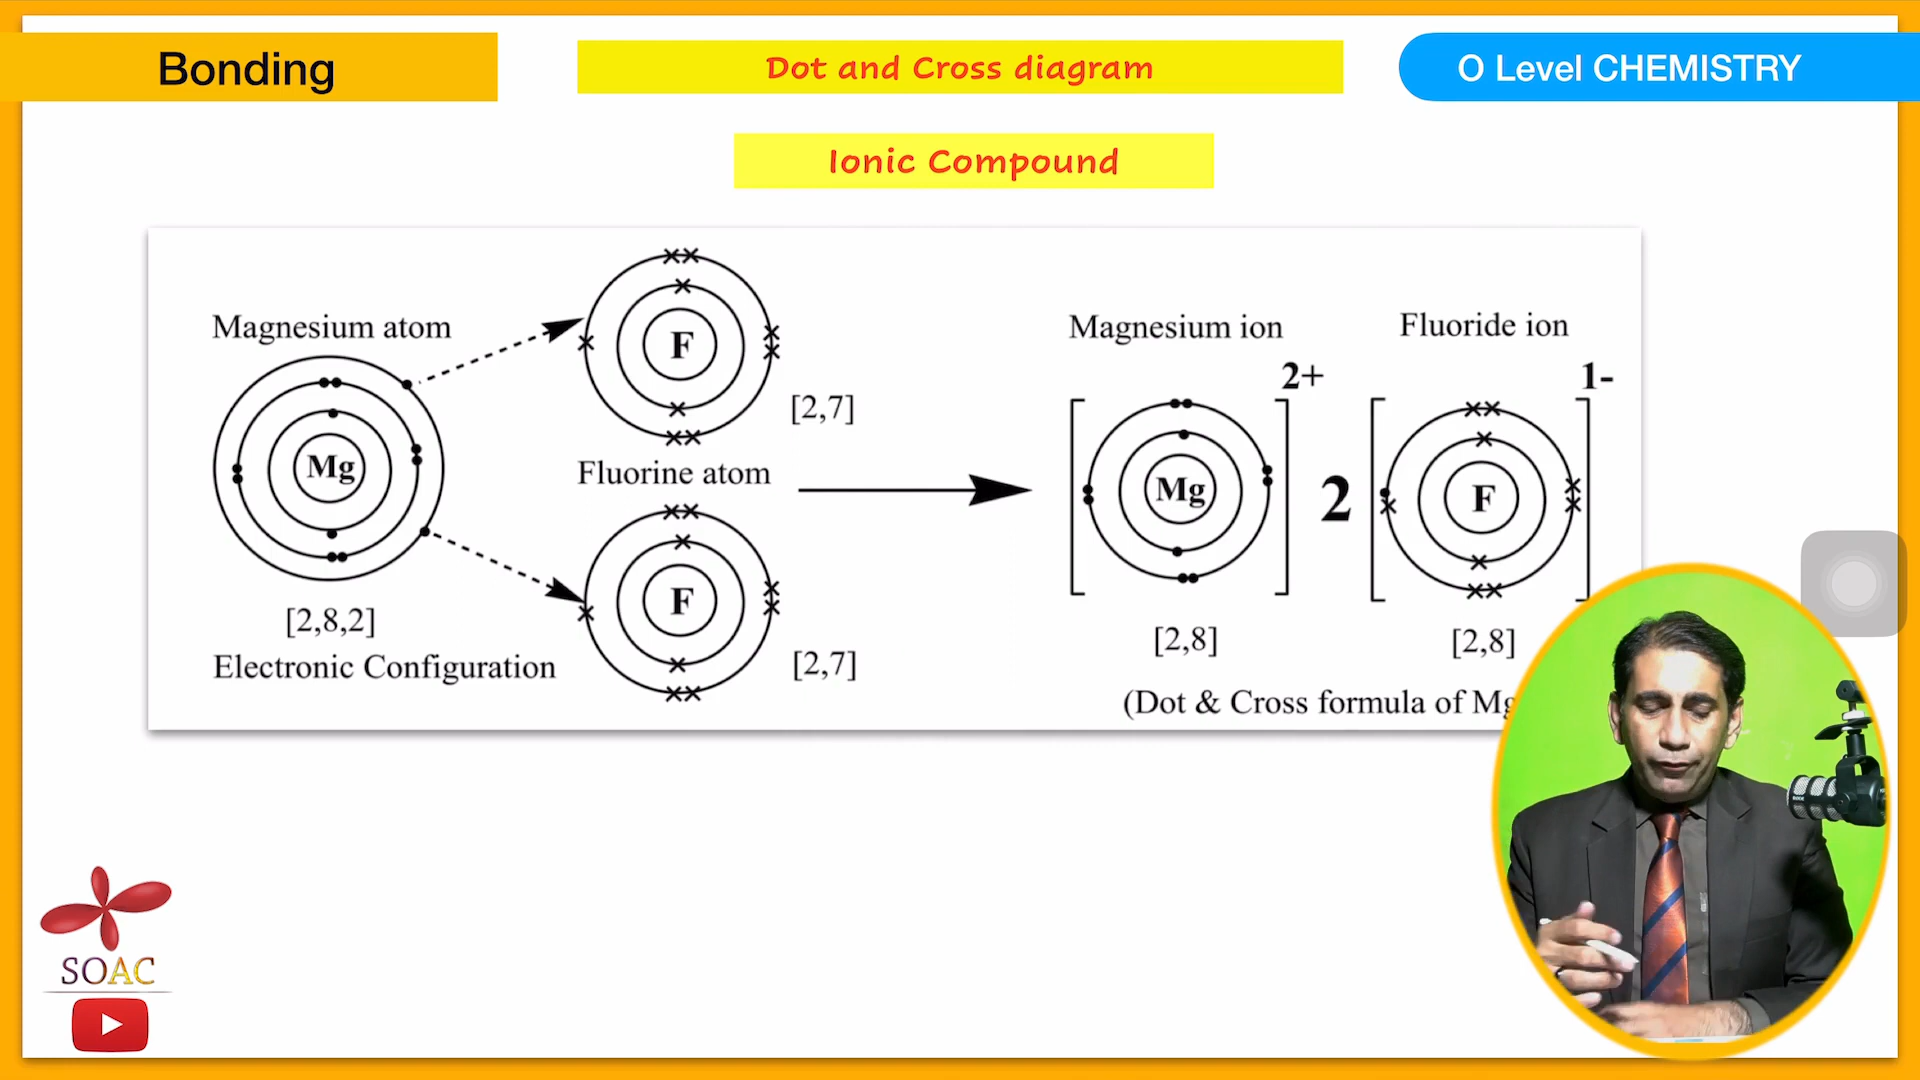 Bonding
Dot and Cross diagram
O Level CHEMISTRY
Ionic Compound
Magnesium atom
F
[2,7]
Mg
[2,8,2]
Electronic Configuration
Fluorine atom
F
[2,7]
Magnesium ion
2+
Mg
[2,8]
2
Fluoride ion
1-
F
[2,8]
(Dot & Cross formula of Mg
SOAC